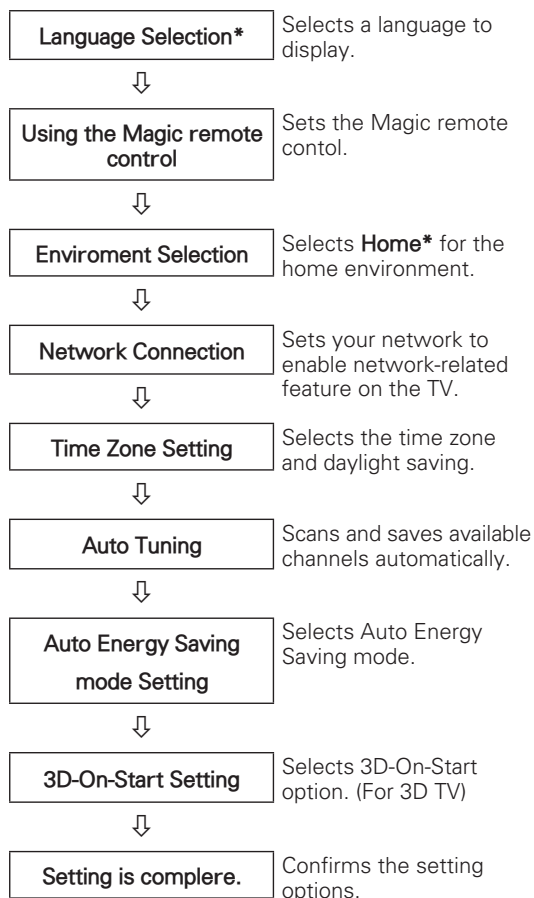 Language Selection*
Selects a language to
display.
⇩
Using the Magic remote
control
Sets the Magic remote
contol.
⇩
Enviroment Selection
Selects Home* for the
home environment.
⇩
Network Connection
Sets your network to
enable network-related
feature on the TV.
⇩
Time Zone Setting
Selects the time zone
and daylight saving.
⇩
Auto Tuning
Scans and saves available
channels automatically.
⇩
Auto Energy Saving
mode Setting
Selects Auto Energy
Saving mode.
⇩
3D-On-Start Setting
Selects 3D-On-Start
option. (For 3D TV)
⇩
Setting is complere.
Confirms the setting
options.